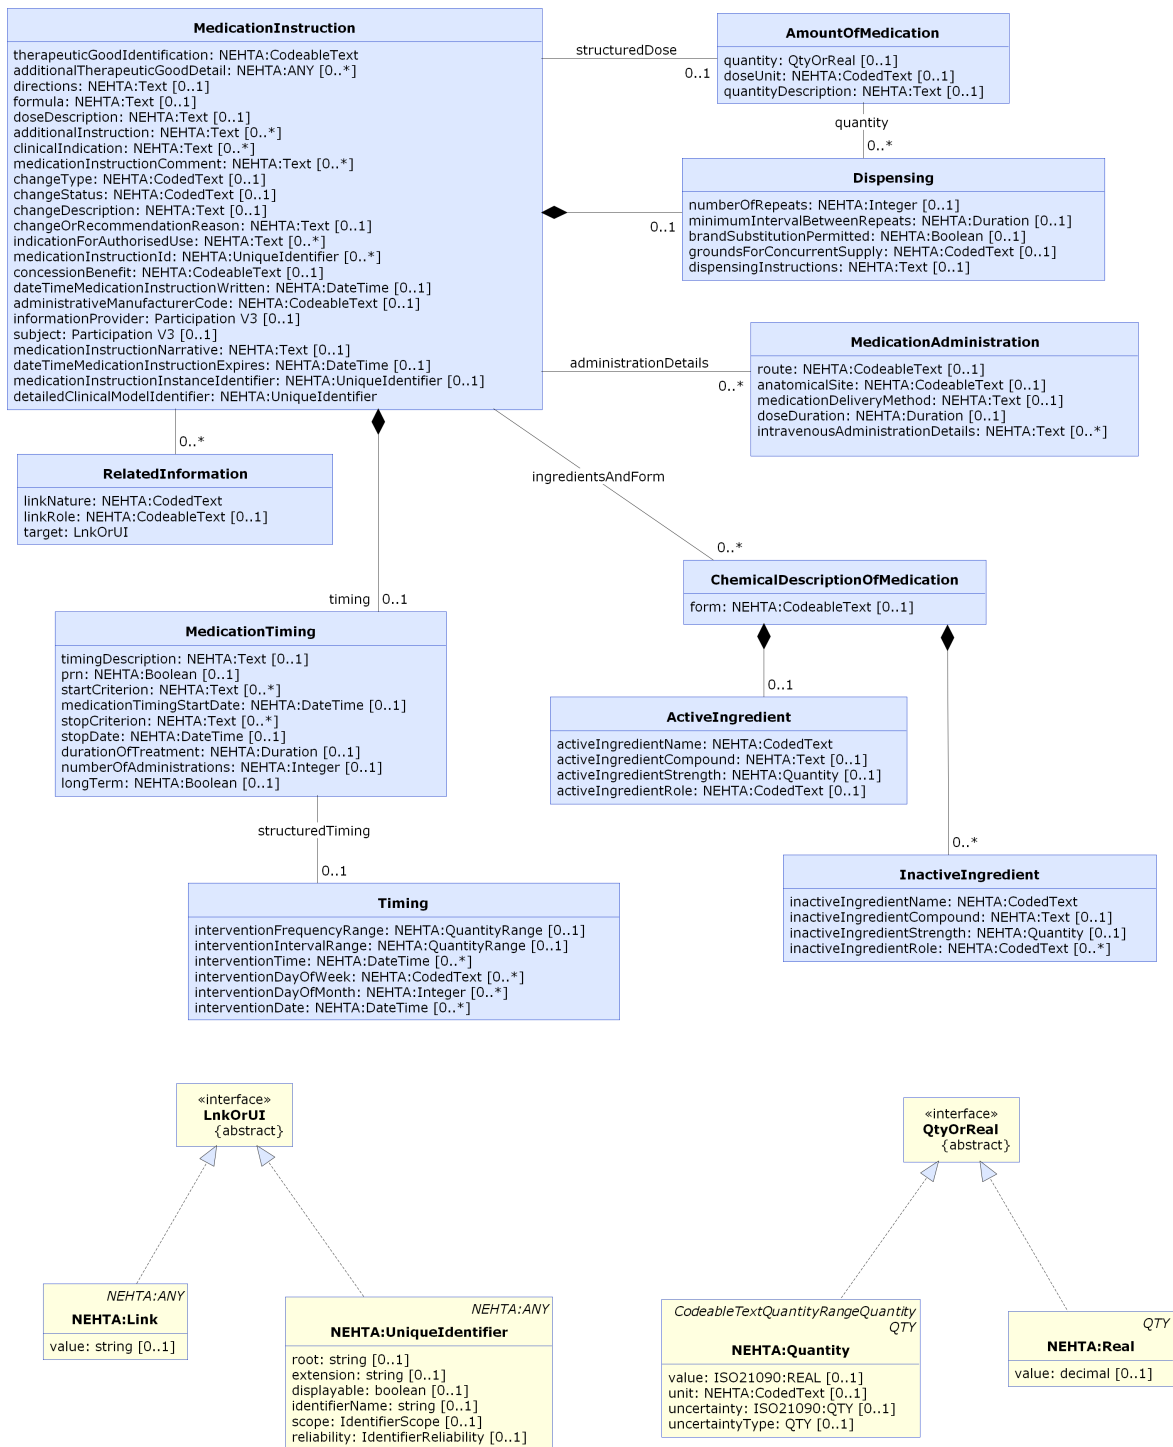 MedicationInstruction
therapeuticGoodIdentification: NEHTA:CodeableText
additionalTherapeuticGoodDetail: NEHTA:ANY [0..*]
directions: NEHTA:Text [0..1]
formula: NEHTA:Text [0..1]
doseDescription: NEHTA:Text [0..1]
additionalInstruction: NEHTA:Text [0..*]
clinicalIndication: NEHTA:Text [0..*]
medicationInstructionComment: NEHTA:Text [0..*]
changeType: NEHTA:CodedText [0..1]
changeStatus: NEHTA:CodedText [0..1]
changeDescription: NEHTA:Text [0..1]
changeOrRecommendationReason: NEHTA:Text [0..1]
indicationForAuthorisedUse: NEHTA:Text [0..*]
medicationInstructionId: NEHTA:UniqueIdentifier [0..*]
concessionBenefit: NEHTA:CodeableText [0..1]
dateTimeMedicationInstructionWritten: NEHTA:DateTime [0..1]
administrativeManufacturerCode: NEHTA:CodeableText [0..1]
informationProvider: Participation V3 [0..1]
subject: Participation V3 [0..1]
medicationInstructionNarrative: NEHTA:Text [0..1]
dateTimeMedicationInstructionExpires: NEHTA:DateTime [0..1]
medicationInstructionInstanceIdentifier: NEHTA:UniqueIdentifier [0..1]
detailedClinicalModelIdentifier: NEHTA:UniqueIdentifier
structuredDose
0..1
AmountOfMedication
quantity: QtyOrReal [0..1]
doseUnit: NEHTA:CodedText [0..1]
quantityDescription: NEHTA:Text [0..1]
quantity
0..*
Dispensing
numberOfRepeats: NEHTA:Integer [0..1]
minimumIntervalBetweenRepeats: NEHTA:Duration [0..1]
brandSubstitutionPermitted: NEHTA:Boolean [0..1]
groundsForConcurrentSupply: NEHTA:CodedText [0..1]
dispensingInstructions: NEHTA:Text [0..1]
0..1
administrationDetails
0..*
MedicationAdministration
route: NEHTA:CodeableText [0..1]
anatomicalSite: NEHTA:CodeableText [0..1]
medicationDeliveryMethod: NEHTA:Text [0..1]
doseDuration: NEHTA:Duration [0..1]
intravenousAdministrationDetails: NEHTA:Text [0..*]
0..*
RelatedInformation
linkNature: NEHTA:CodedText
linkRole: NEHTA:CodeableText [0..1]
target: LnkOrUI
ingredientsAndForm
0..*
ChemicalDescriptionOfMedication
form: NEHTA:CodeableText [0..1]
timing 0..1
MedicationTiming
timingDescription: NEHTA:Text [0..1]
prn: NEHTA:Boolean [0..1]
startCriterion: NEHTA:Text [0..*]
medicationTimingStartDate: NEHTA:DateTime [0..1]
stopCriterion: NEHTA:Text [0..*]
stopDate: NEHTA:DateTime [0..1]
durationOfTreatment: NEHTA:Duration [0..1]
numberOfAdministrations: NEHTA:Integer [0..1]
longTerm: NEHTA:Boolean [0..1]
0..1
ActiveIngredient
activeIngredientName: NEHTA:CodedText
activeIngredientCompound: NEHTA:Text [0..1]
activeIngredientStrength: NEHTA:Quantity [0..1]
activeIngredientRole: NEHTA:CodedText [0..1]
structuredTiming
0..1
Timing
interventionFrequencyRange: NEHTA:QuantityRange [0..1]
interventionIntervalRange: NEHTA:QuantityRange [0..1]
interventionTime: NEHTA:DateTime [0..*]
interventionDayOfWeek: NEHTA:CodedText [0..*]
interventionDayOfMonth: NEHTA:Integer [0..*]
interventionDate: NEHTA:DateTime [0..*]
0..*
InactiveIngredient
inactiveIngredientName: NEHTA:CodedText
inactiveIngredientCompound: NEHTA:Text [0..1]
inactiveIngredientStrength: NEHTA:Quantity [0..1]
inactiveIngredientRole: NEHTA:CodedText [0..*]
«interface»
LnkOrUI
{abstract}
«interface»
QtyOrReal
{abstract}
NEHTA:ANY
NEHTA:Link
value: string [0..1]
NEHTA:ANY
NEHTA:UniqueIdentifier
root: string [0..1]
extension: string [0..1]
displayable: boolean [0..1]
identifierName: string [0..1]
scope: IdentifierScope [0..1]
reliability: IdentifierReliability [0..1]
CodeableTextQuantityRangeQuantity
QTY
NEHTA:Quantity
value: ISO21090:REAL [0..1]
unit: NEHTA:CodedText [0..1]
uncertainty: ISO21090:QTY [0..1]
uncertaintyType: QTY [0..1]
QTY
NEHTA:Real
value: decimal [0..1]